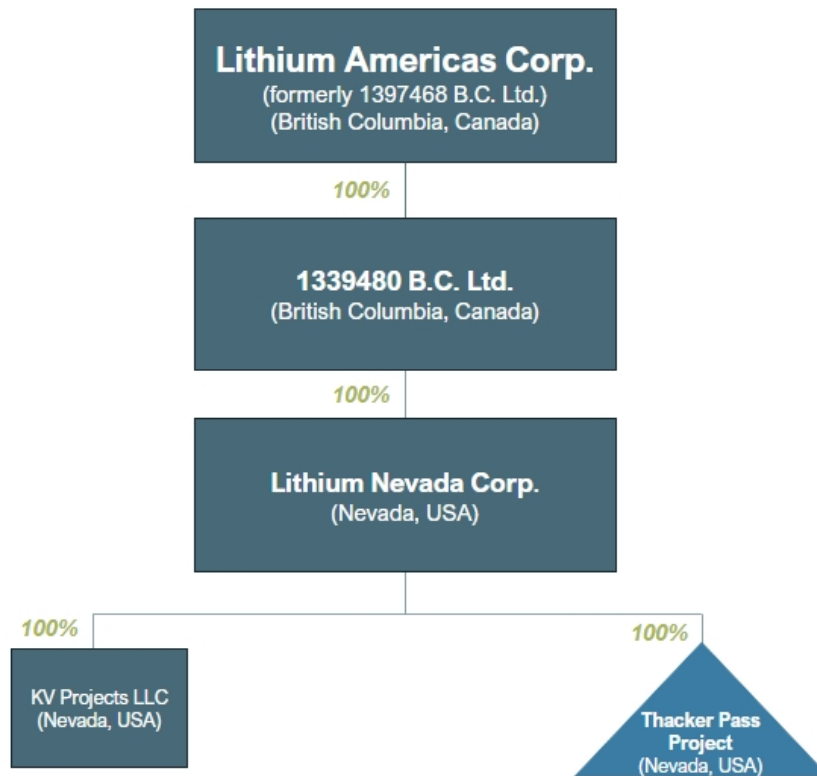 Lithium Americas Corp.
(formerly 1397468 B.C. Ltd.)
(British Columbia, Canada)
100%
1339480 B.C. Ltd.
(British Columbia, Canada)
100%
Lithium Nevada Corp.
(Nevada, USA)
100%
100%
KV Projects LLC
(Nevada, USA)
Thacker Pass
Project
(Nevada, USA)